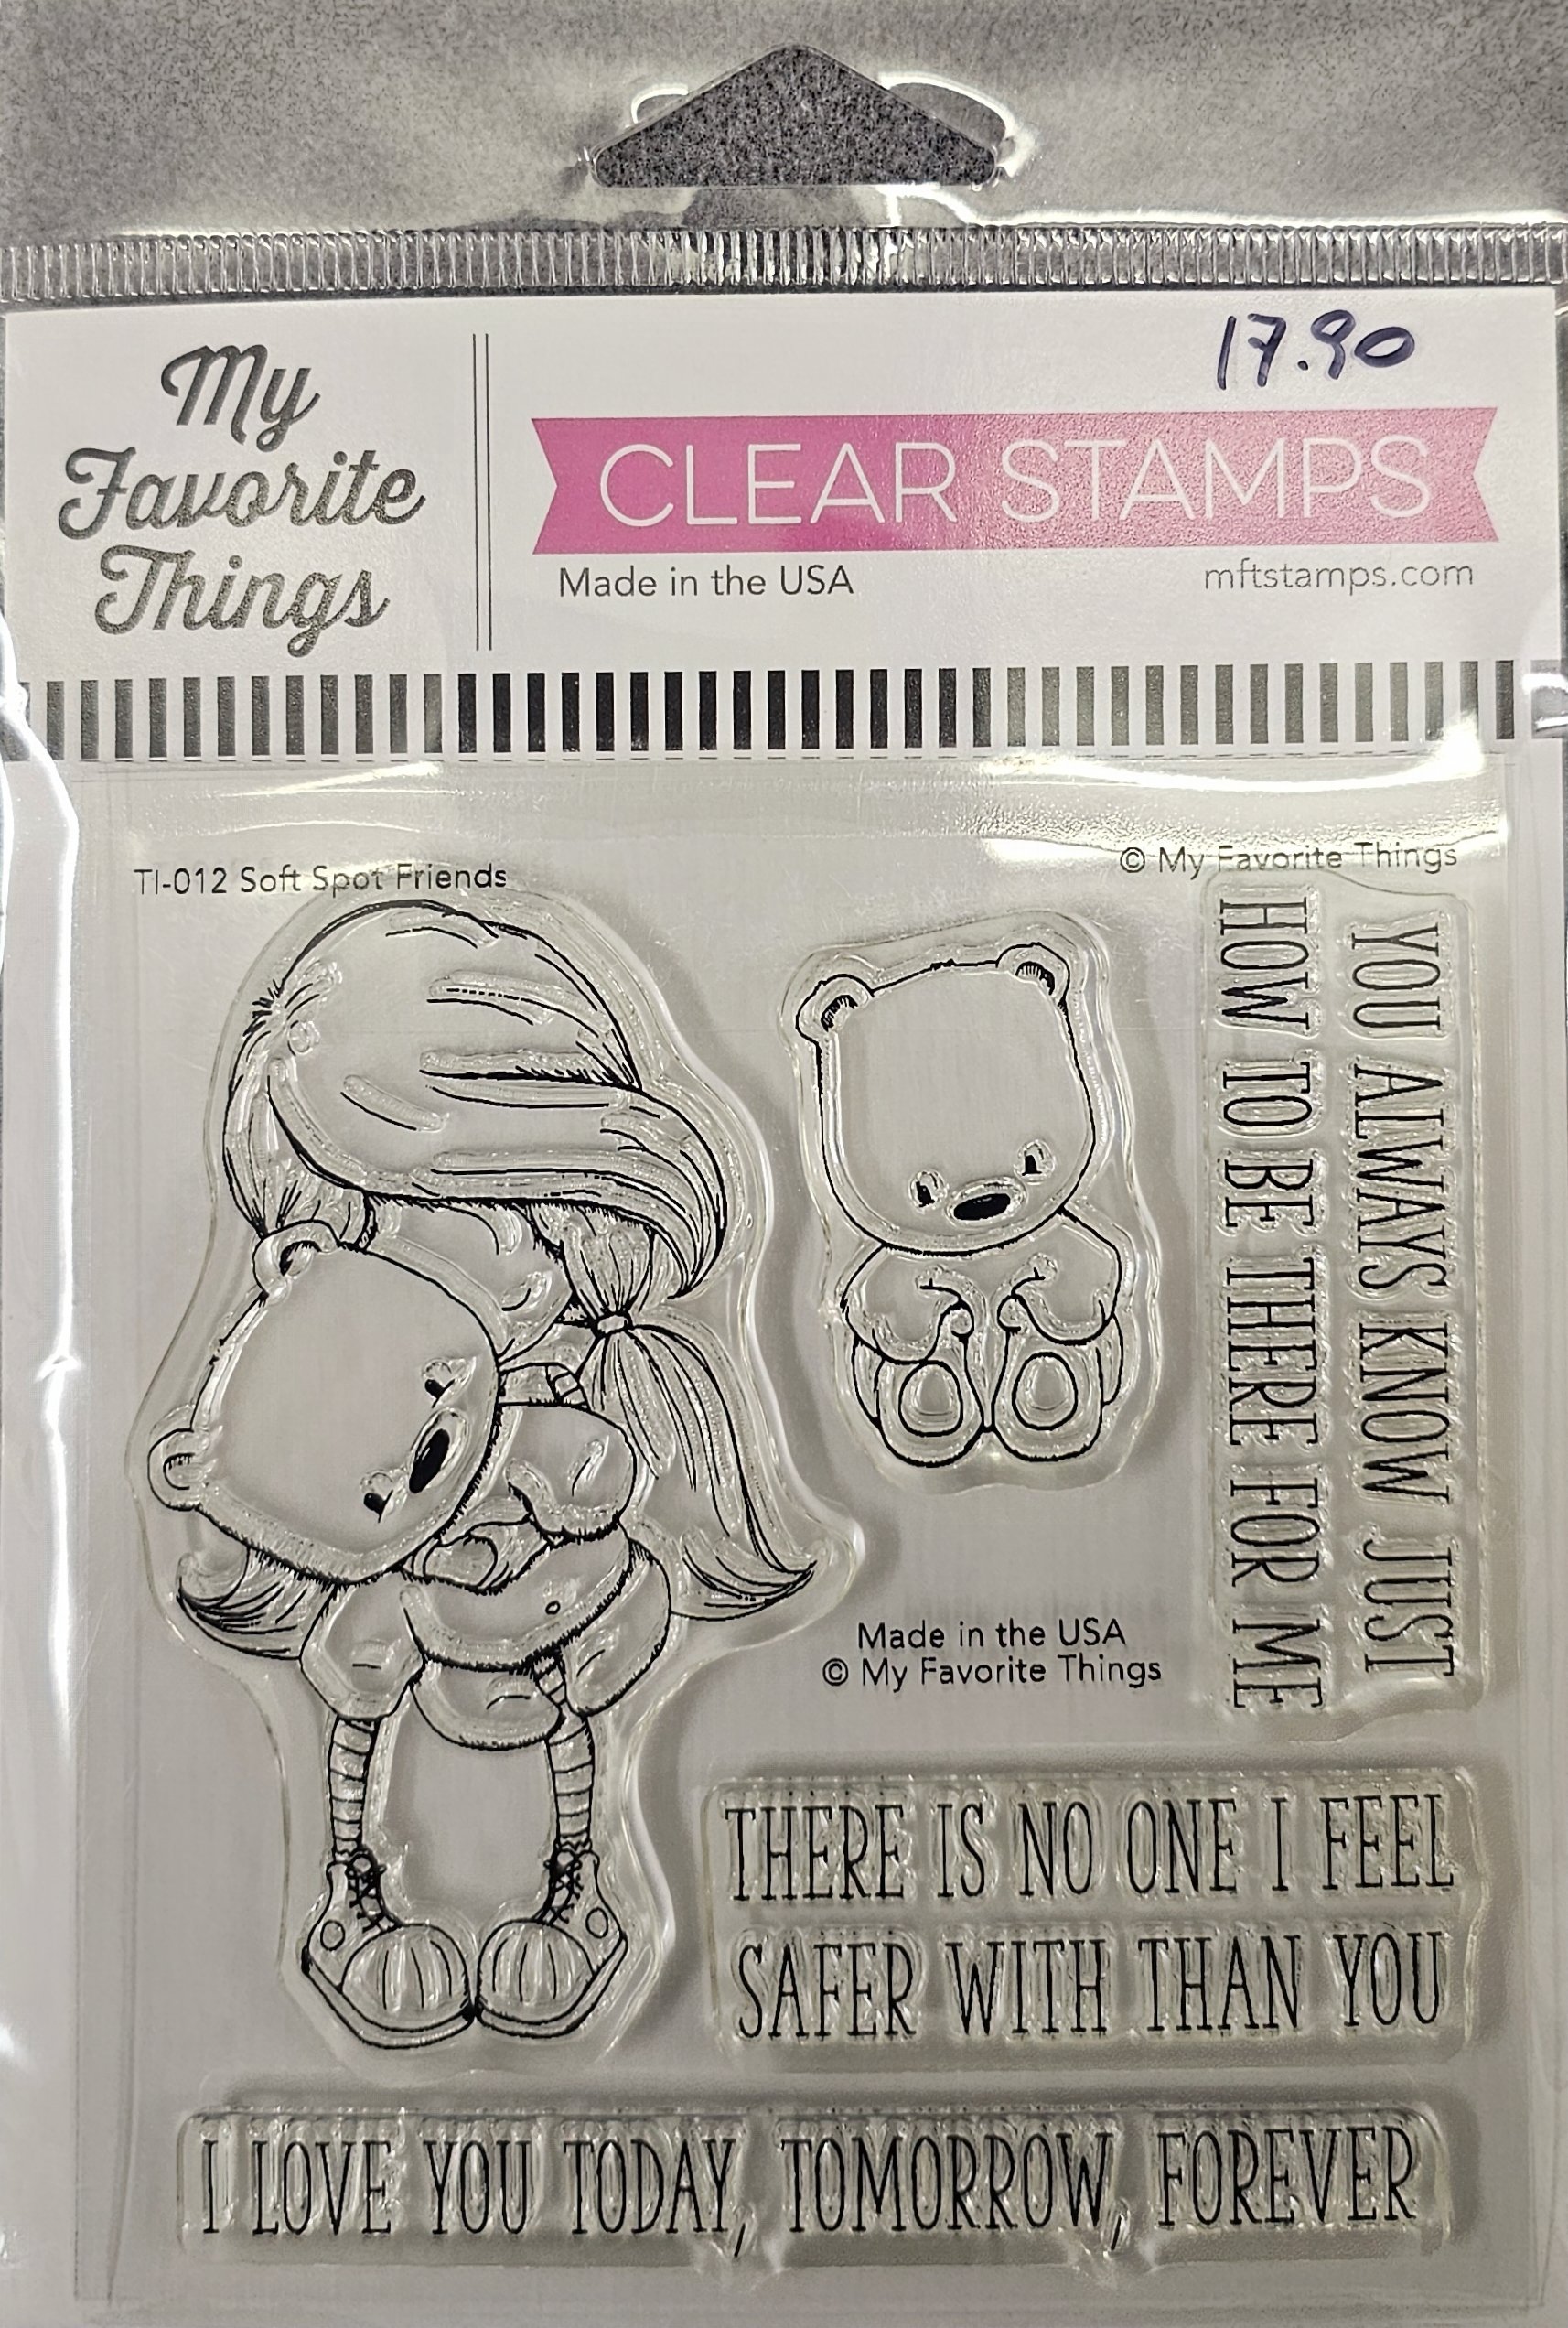 My
Favorite
Things
17.90
CLEAR STAMPS
Made in the USA
mftstamps.com
TI-012 Soft Spot Friends
© My Favorite Things
YOU ALWAYS KNOW JUST
HOW TO BE THERE FOR ME
Made in the USA
© My Favorite Things
THERE IS NO ONE I FEEL
SAFER WITH THAN YOU
I LOVE YOU TODAY, TOMORROW, FOREVER